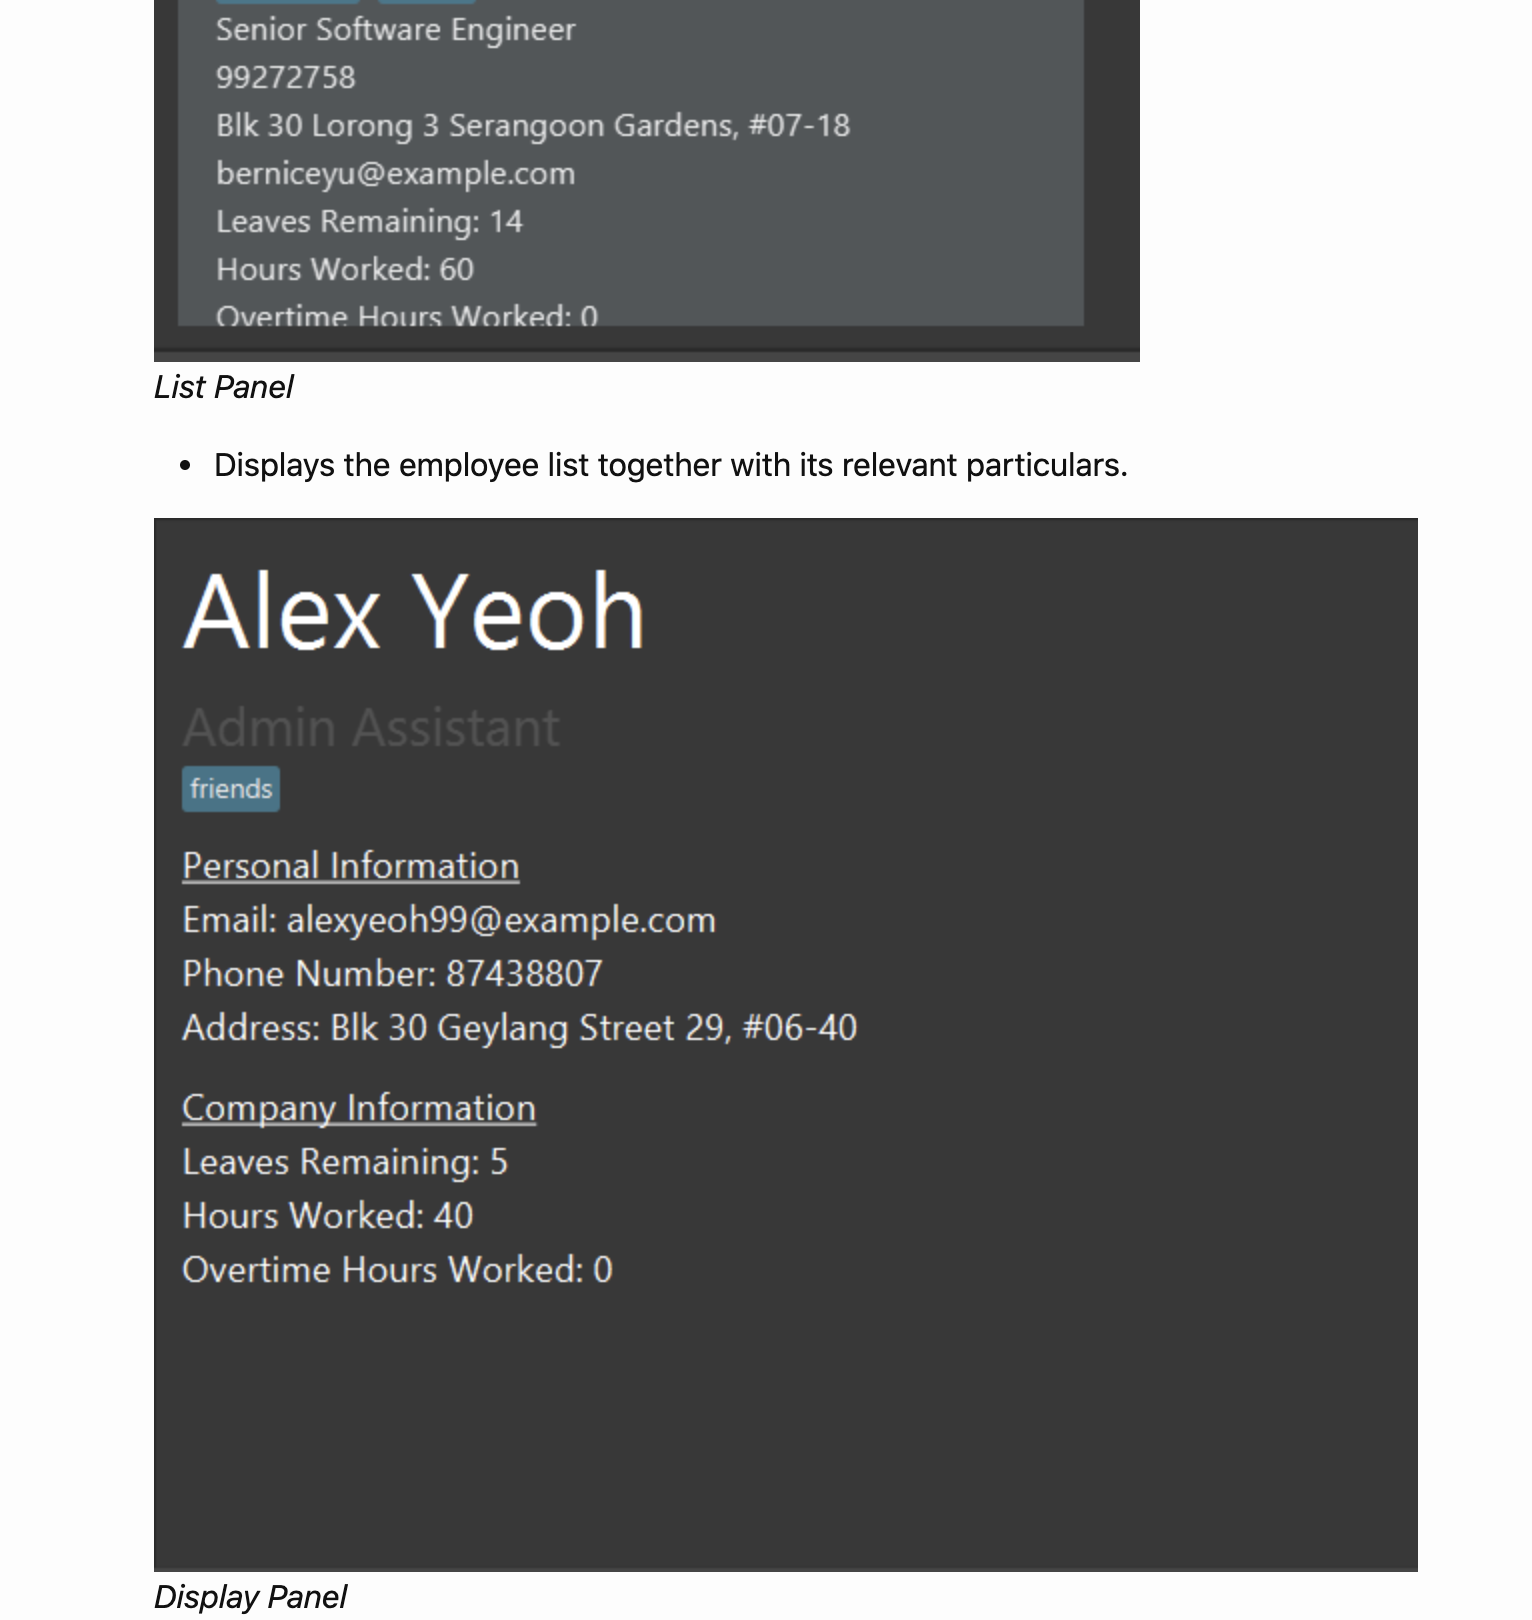 Senior Software Engineer
99272758
Blk 30 Lorong 3 Serangoon Gardens, #07-18
berniceyu@example.com
Leaves Remaining: 14
Hours Worked: 60
Overtime Hours Worked: 0
List Panel
• Displays the employee list together with its relevant particulars.
Alex Yeoh
Admin Assistant
friends
Personal Information
Email: alexyeoh99@example.com
Phone Number: 87438807
Address: Blk 30 Geylang Street 29, #06-40
Company Information
Leaves Remaining: 5
Hours Worked: 40
Overtime Hours Worked: 0
Display Panel